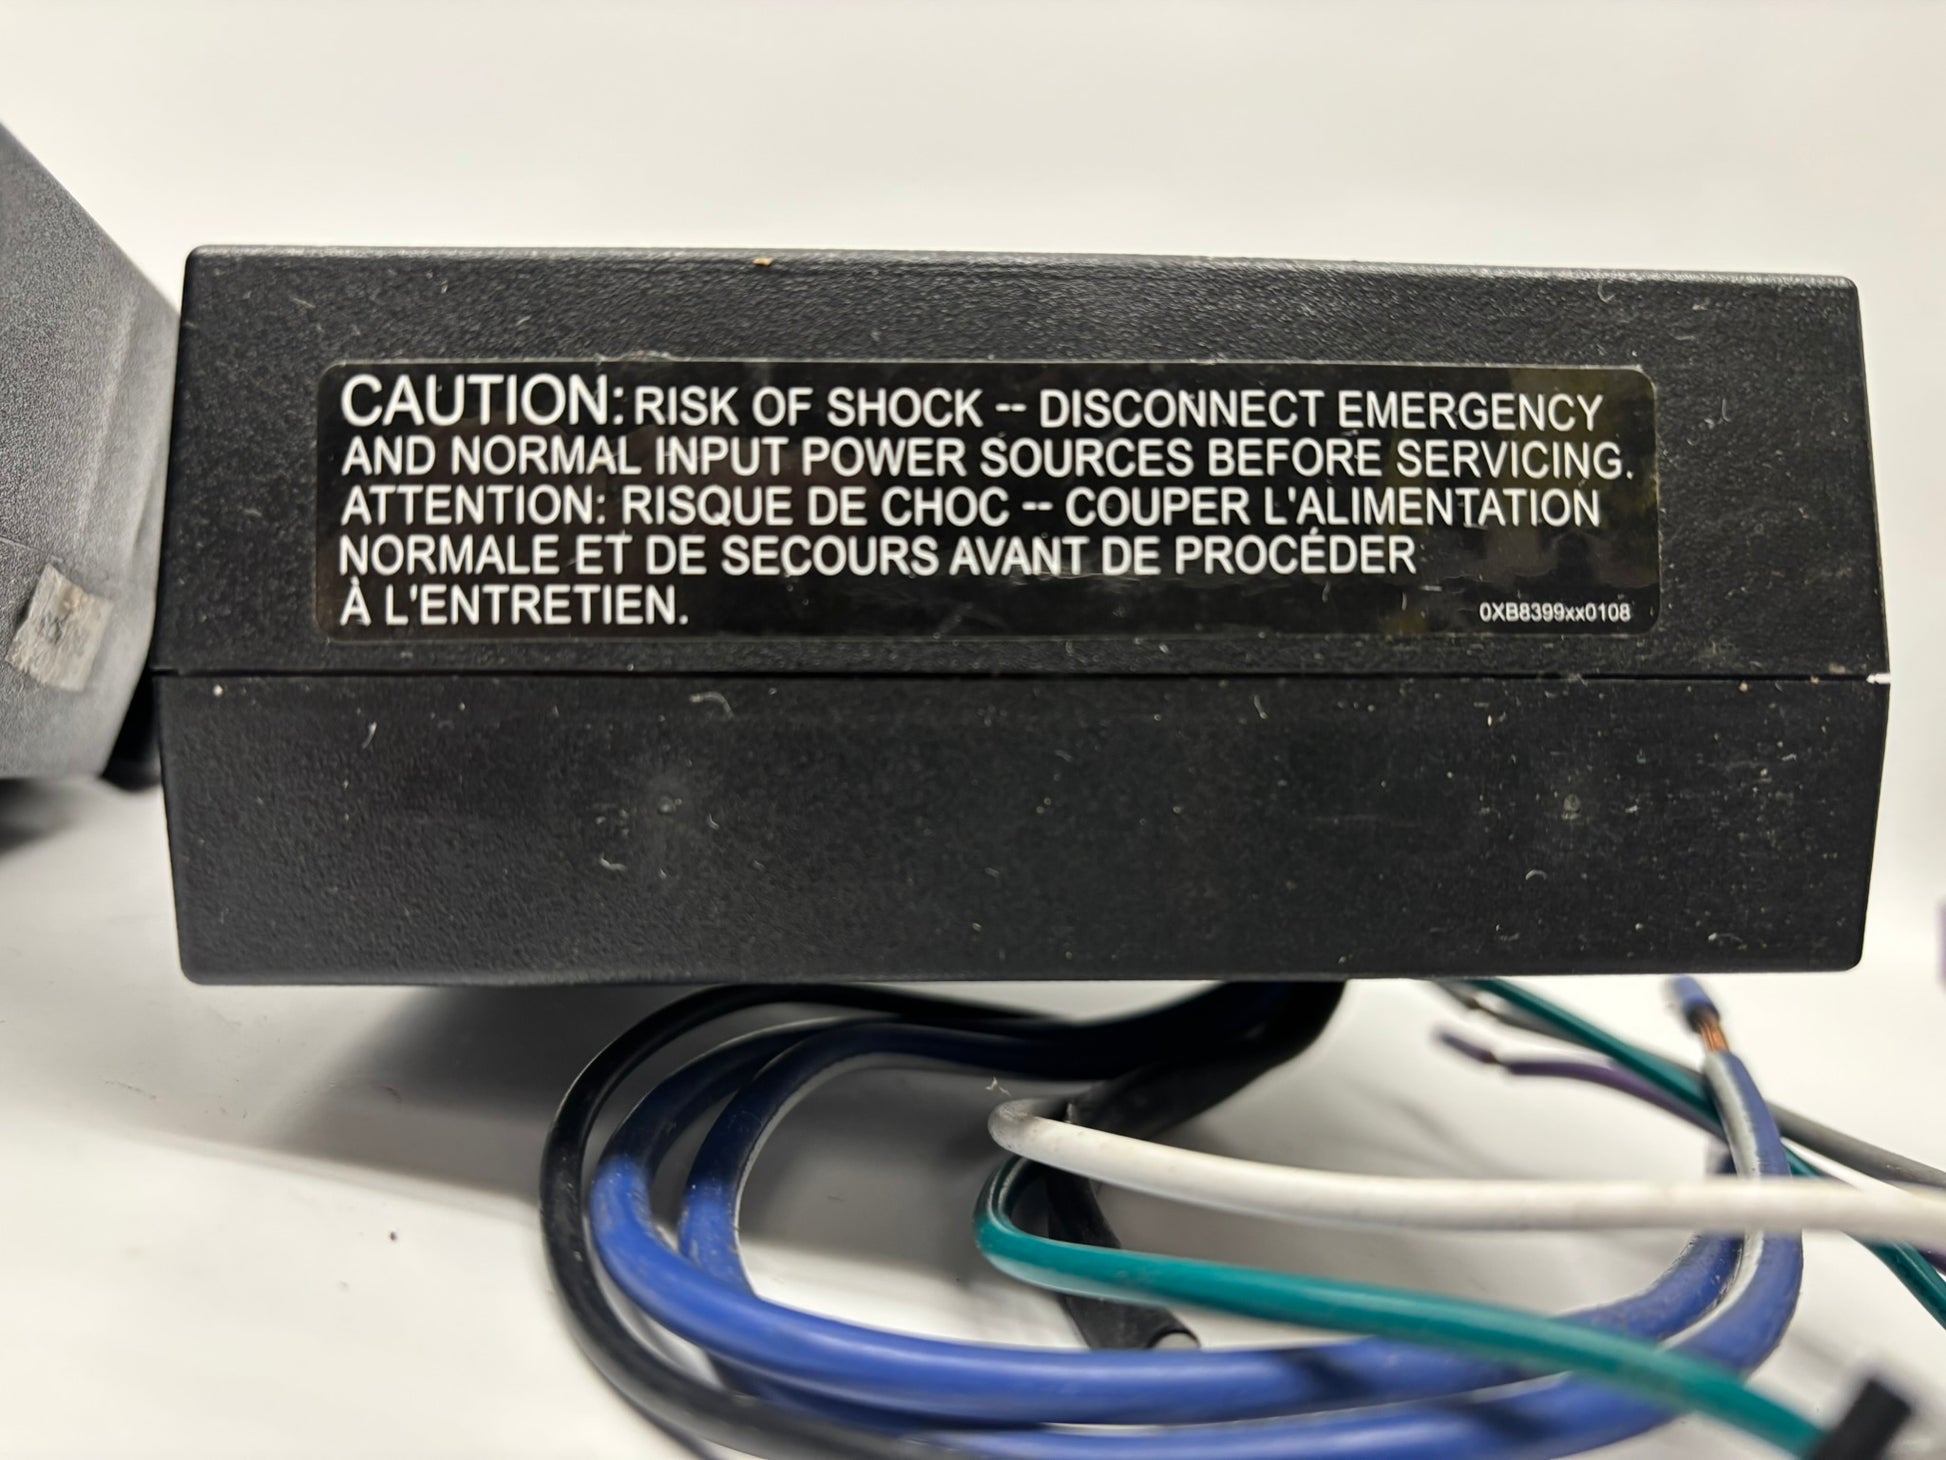 CAUTION: RISK OF SHOCK -- DISCONNECT EMERGENCY
AND NORMAL INPUT POWER SOURCES BEFORE SERVICING.
ATTENTION: RISQUE DE CHOC -- COUPER L'ALIMENTATION
NORMALE ET DE SECOURS AVANT DE PROCÉDER
À L'ENTRETIEN.
0XB8399xx0108